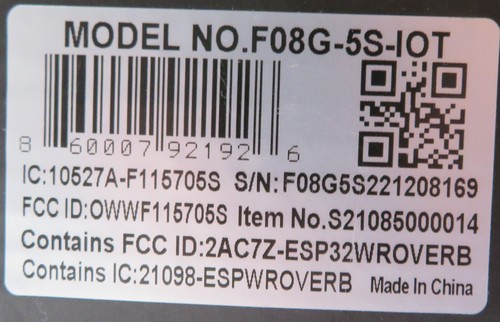 MODEL NO.F08G-5S-IOT
8 60007 92192 6
IC:10527A-F115705S S/N:F08G5S221208169
FCC ID:OWWF115705S Item No.S21085000014
Contains FCC ID:2AC7Z-ESP32WROVERB
Contains IC:21098-ESPWROVERB Made In China